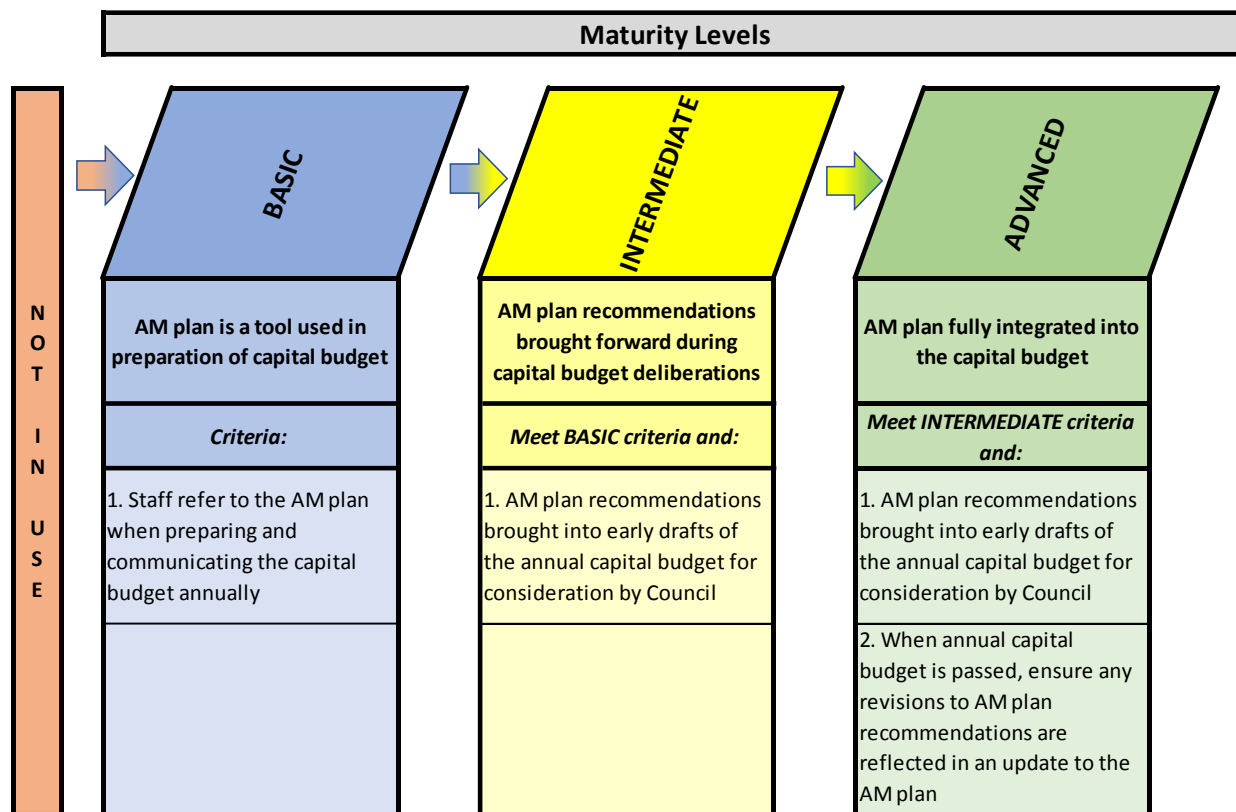 Maturity Levels
NOT IN USE
BASIC
AM plan is a tool used in
preparation of capital budget
Criteria:
1. Staff refer to the AM plan
when preparing and
communicating the capital
budget annually
INTERMEDIATE
AM plan recommendations
brought forward during
capital budget deliberations
Meet BASIC criteria and:
1. AM plan recommendations
brought into early drafts of
the annual capital budget for
consideration by Council
ADVANCED
AM plan fully integrated into
the capital budget
Meet INTERMEDIATE criteria
and:
1. AM plan recommendations
brought into early drafts of
the annual capital budget for
consideration by Council
2. When annual capital
budget is passed, ensure any
revisions to AM plan
recommendations are
reflected in an update to the
AM plan